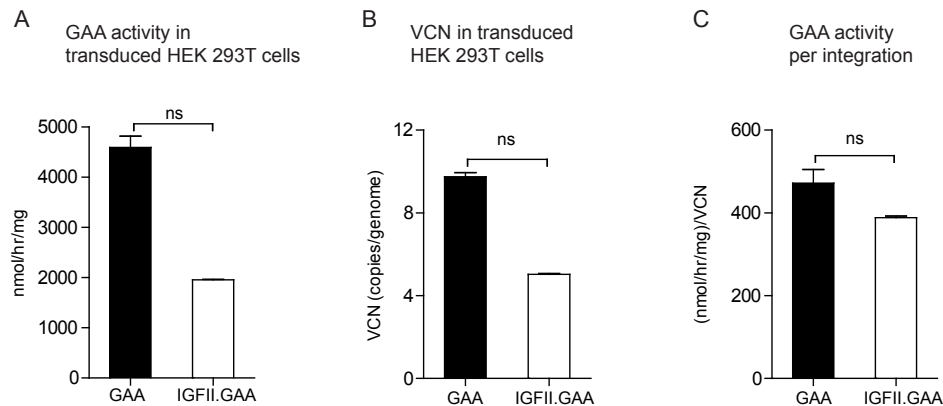 A
GAA activity in
transduced HEK 293T cells
ns
5000
4000
3000
2000
1000
0
nmol/hr/mg
GAA
IGFII.GAA
B
VCN in transduced
HEK 293T cells
ns
12
9
6
4
0
VCN (copies/genome)
GAA
IGFII.GAA
C
GAA activity
per integration
ns
600
400
200
0
(nmol/hr/mg)/VCN
GAA
IGFII.GAA